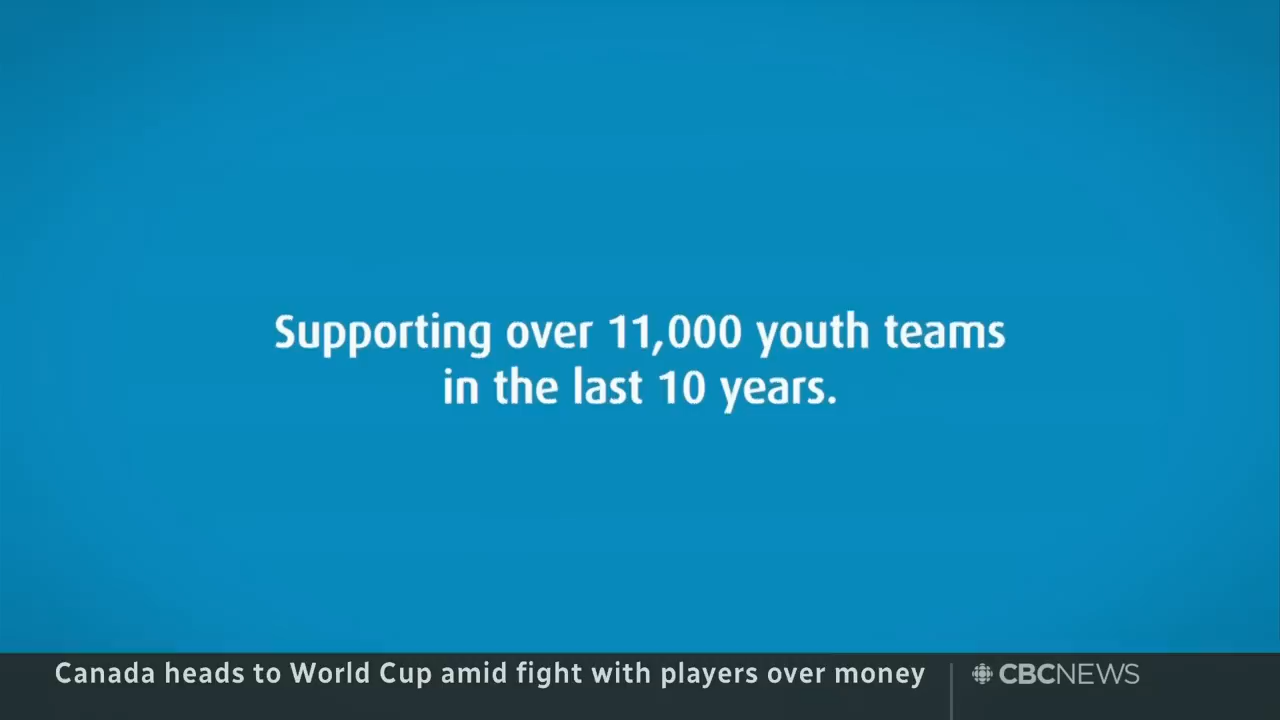 Supporting over 11,000 youth teams
in the last 10 years.
Canada heads to World Cup amid fight with players over money
CBCNEWS